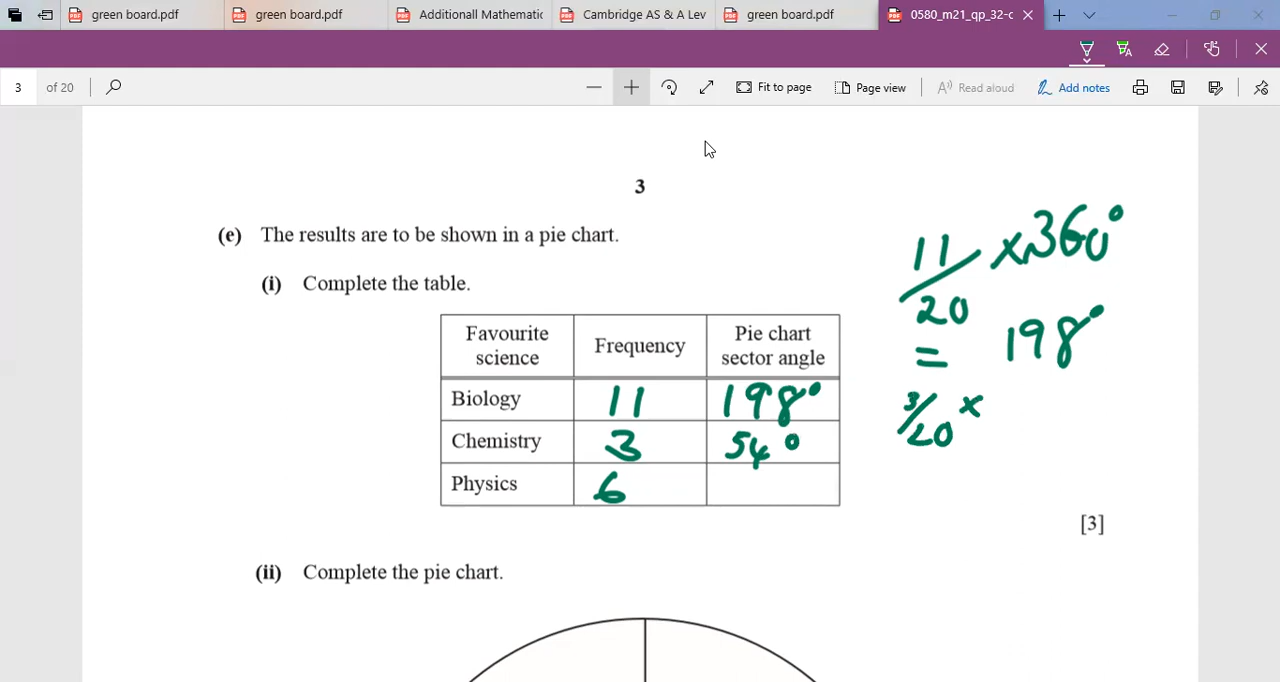 green board.pdf
green board.pdf
Additionall Mathematic
Cambridge AS & A Lev
green board.pdf
0580_m21_qp_32-c
3 of 20
Fit to page
Page view
Read aloud
Add notes
3
(e) The results are to be shown in a pie chart.
(i) Complete the table.
Favourite science Frequency Pie chart sector angle
Biology 11 198°
Chemistry 3 54°
Physics 6
11/20 ×360°
= 198°
3/20 ×
[3]
(ii) Complete the pie chart.